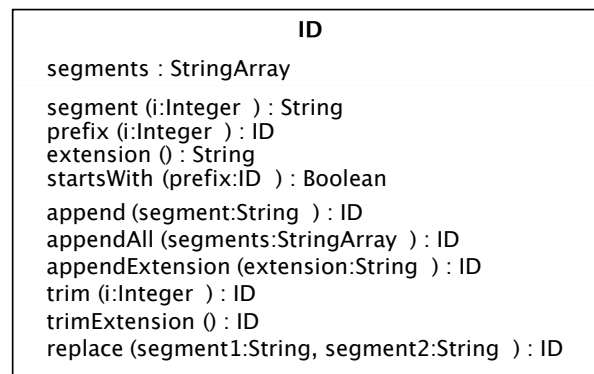 ID
segments : StringArray
segment (i:Integer ) : String
prefix (i:Integer ) : ID
extension () : String
startsWith (prefix:ID ) : Boolean
append (segment:String ) : ID
appendAll (segments:StringArray ) : ID
appendExtension (extension:String ) : ID
trim (i:Integer ) : ID
trimExtension () : ID
replace (segment1:String, segment2:String ) : ID